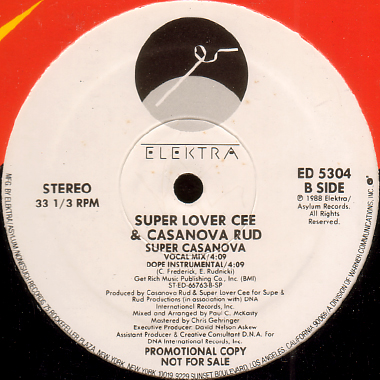 ELEKTRA
STEREO
33 1/3 RPM
ED 5304
B SIDE
℗ 1988 Elektra/
Asylum Records.
All Rights
Reserved.
SUPER LOVER CEE
& CASANOVA RUD
SUPER CASANOVA
VOCAL MIX/4:09
DOPE INSTRUMENTAL/4:09
(C. Frederick, E. Rudnicki)
Get Rich Music Publishing Co., Inc (BMI)
ST-ED-66763-B-SP
Produced by Casanova Rud & Super Lover Cee for Supe &
Rud Productions (in association with) DNA
International Records, Inc.
Mixed and Arranged by Paul C. McKasty
Mastered by Chris Gehringer
Executive Producer: David Nelson Askew
Assistant Producer & Creative Consultant D.N.A. For
D.N.A. International Recs, Inc.
PROMOTIONAL COPY
NOT FOR SALE
MFG BY ELEKTRA/ASYLUM/NONESUCH RECORDS, 75 ROCKEFELLER PLAZA, NEW YORK, NEW YORK 10019 9229 SUNSET BOULEVARD, LOS ANGELES, CALIFORNIA 90069 A DIVISION OF WARNER COMMUNICATIONS, INC.